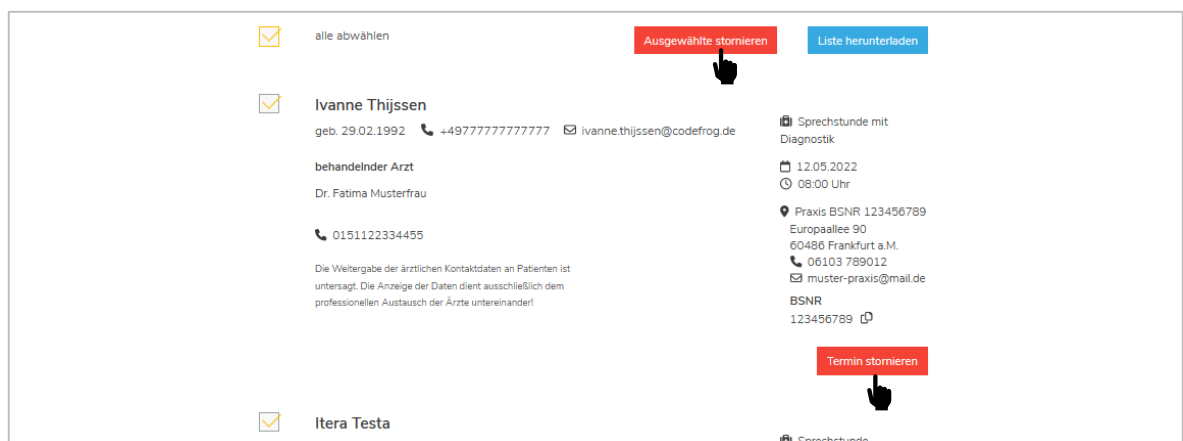 alle abwählen
Ausgewählte stornieren
Liste herunterladen
Ivanne Thijssen
geb. 29.02.1992 +49777777777777 ivanne.thijssen@codefrog.de
behandelnder Arzt
Dr. Fatima Musterfrau
0151122334455
Die Weitergabe der ärztlichen Kontaktdaten an Patienten ist
untersagt. Die Anzeige der Daten dient ausschließlich dem
professionellen Austausch der Ärzte untereinander!
Sprechstunde mit
Diagnostik
12.05.2022
08:00 Uhr
Praxis BSNR 123456789
Europaallee 90
60486 Frankfurt a.M.
06103 789012
muster-praxis@mail.de
BSNR
123456789
Termin stornieren
Itera Testa
Sprechstunde